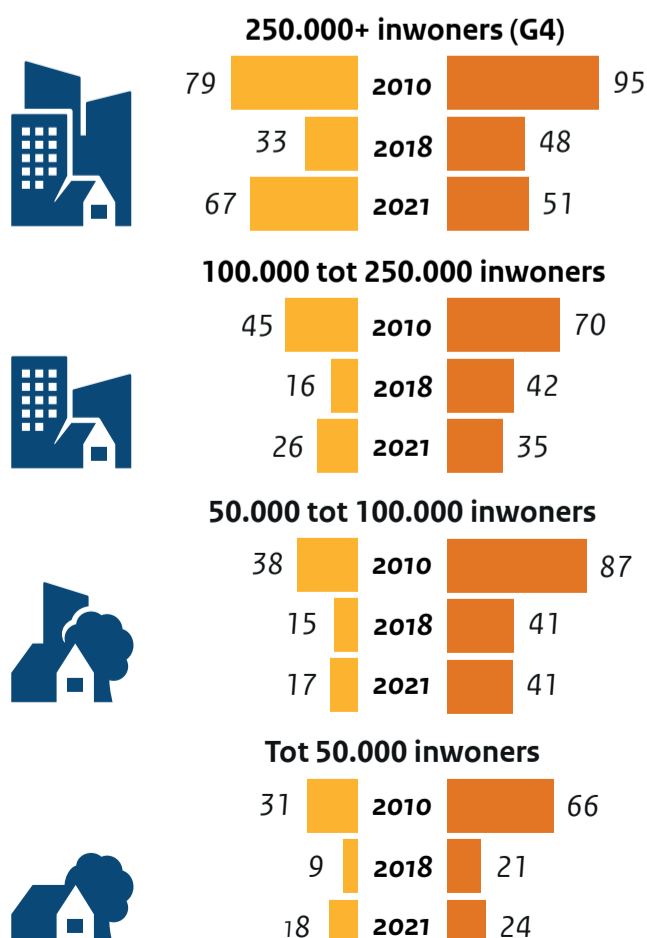 250.000+ inwoners (G4)
79 2010 95
33 2018 48
67 2021 51
100.000 tot 250.000 inwoners
45 2010 70
16 2018 42
26 2021 35
50.000 tot 100.000 inwoners
38 2010 87
15 2018 41
17 2021 41
Tot 50.000 inwoners
31 2010 66
9 2018 21
18 2021 24